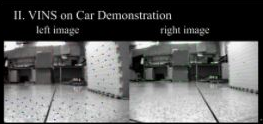 II. VINS on Car Demonstration
left image
right image